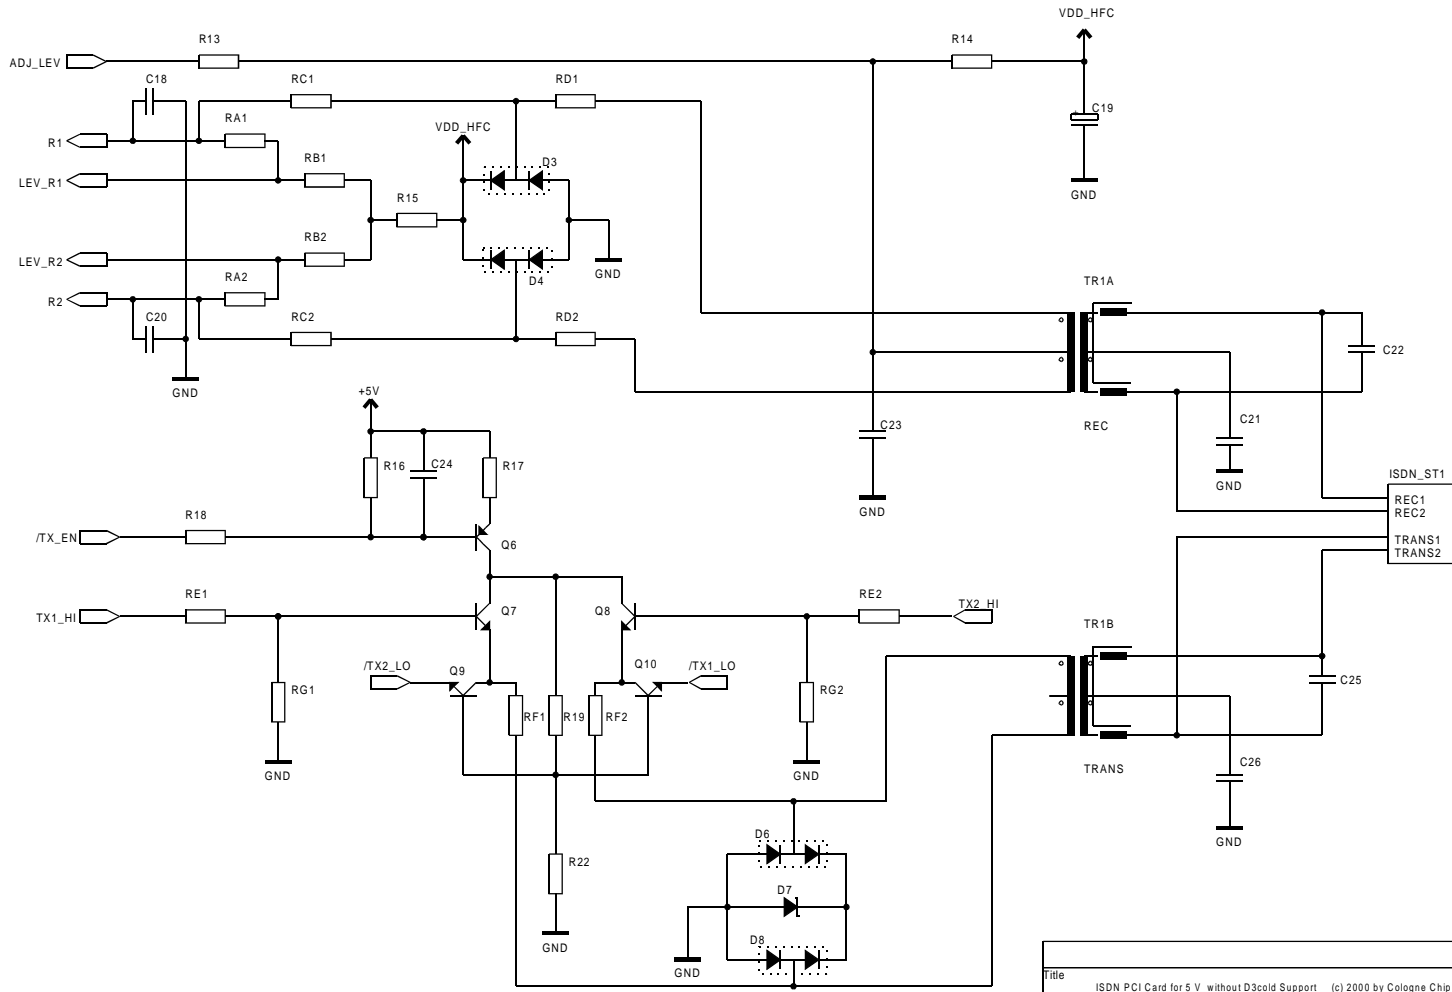 VDD_HFC
R13
R14
ADJ_LEV
C18
RC1
RD1
C19
+
RA1
VDD_HFC
R1
D3
RB1
LEV_R1
GND
R15
RB2
LEV_R2
GND
RA2
D4
TR1A
R2
C20
RC2
RD2
C22
GND
+5V
C21
C23
REC
R16
C24
R17
ISDN_ST1
GND
REC1
GND
REC2
R18
/TX_EN
Q6
TRANS1
TRANS2
RE1
RE2
TX1_HI
Q7
Q8
TX2_HI
TR1B
/TX2_LO
Q9
Q10
/TX1_LO
C25
RG1
RG2
RF1
R19
RF2
GND
GND
TRANS
C26
D6
GND
R22
D7
GND
D8
GND
Title
ISDN PCI Card for 5 V without D3cold Support (c) 2000 by Cologne Chip